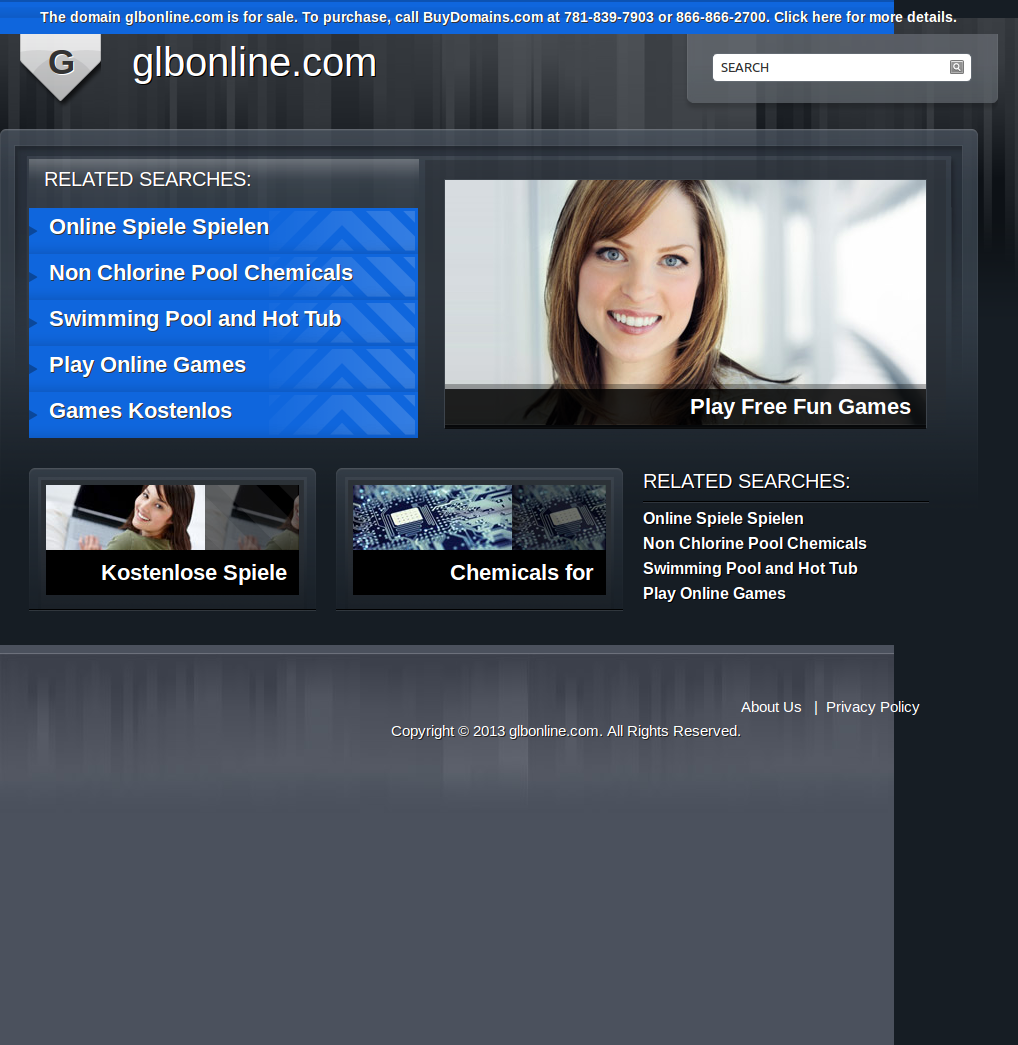 The domain glbonline.com is for sale. To purchase, call BuyDomains.com at 781-839-7903 or 866-866-2700. Click here for more details.
G
glbonline.com
SEARCH
RELATED SEARCHES:
Online Spiele Spielen
Non Chlorine Pool Chemicals
Swimming Pool and Hot Tub
Play Online Games
Games Kostenlos
Play Free Fun Games
Kostenlose Spiele
Chemicals for
RELATED SEARCHES:
Online Spiele Spielen
Non Chlorine Pool Chemicals
Swimming Pool and Hot Tub
Play Online Games
About Us | Privacy Policy
Copyright © 2013 glbonline.com. All Rights Reserved.